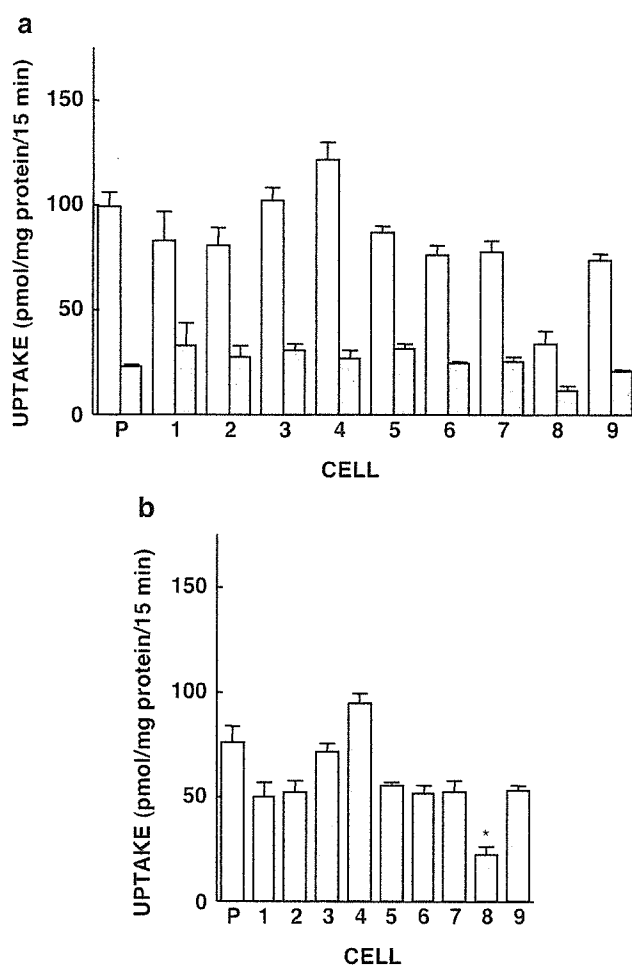 a
UPTAKE (pmol/mg protein/15 min)
150
100
50
0
P 1 2 3 4 5 6 7 8 9
CELL
b
UPTAKE (pmol/mg protein/15 min)
150
100
50
0
*
P 1 2 3 4 5 6 7 8 9
CELL